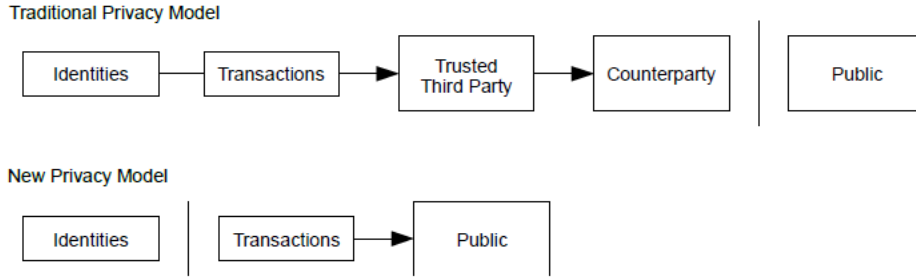 Traditional Privacy Model
Identities
Transactions
Trusted
Third Party
Counterparty
Public
New Privacy Model
Identities
Transactions
Public